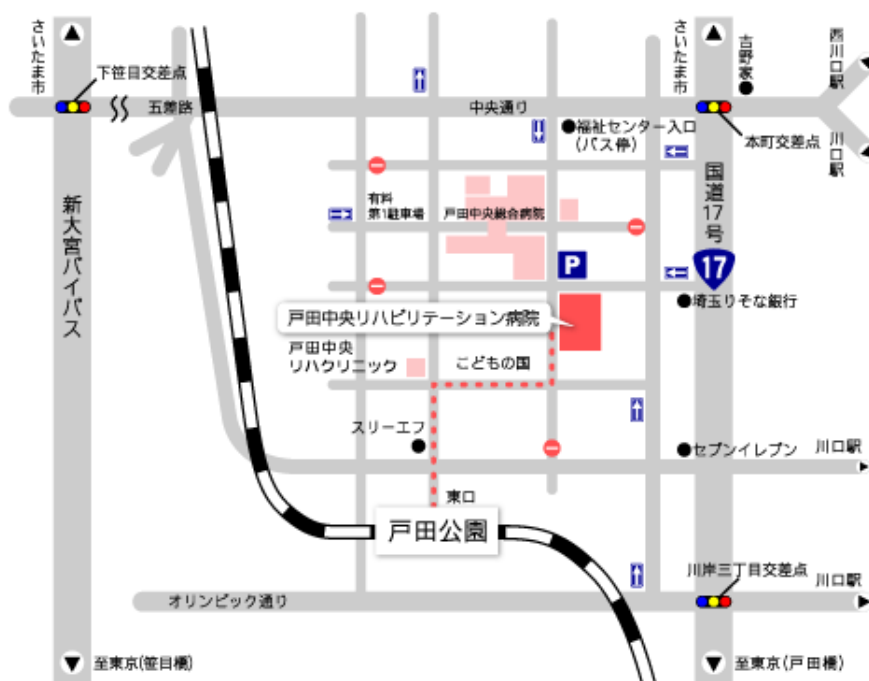 さいたま市
さいたま市
吉野家
西川口駅
下笹目交差点
五差路
中央通り
福祉センター入口
(バス停)
本町交差点
川口駅
有料
第1駐車場
戸田中央総合病院
国道17号
新大宮バイパス
P
17
埼玉りそな銀行
戸田中央リハビリテーション病院
戸田中央
リハクリニック
こどもの国
スリーエフ
セブンイレブン
川口駅
東口
戸田公園
川岸三丁目交差点
川口駅
オリンピック通り
至東京(笹目橋)
至東京(戸田橋)